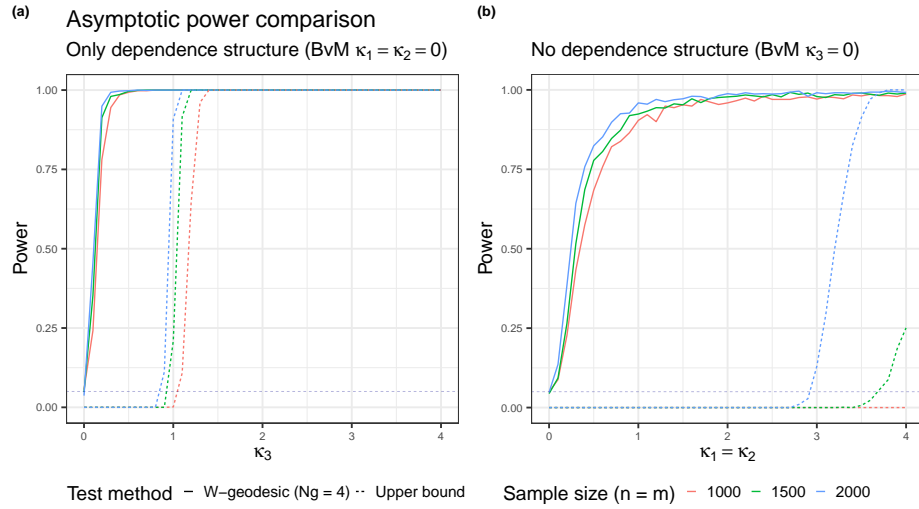 (a)
Asymptotic power comparison
Only dependence structure (BvM κ₁ = κ₂ = 0)
1.00
0.75
0.50
0.25
0.00
Power
0 1 2 3 4
κ₃
(b)
No dependence structure (BvM κ₃ = 0)
1.00
0.75
0.50
0.25
0.00
Power
0 1 2 3 4
κ₁ = κ₂
Test method W-geodesic (Ng = 4) Upper bound
Sample size (n = m) 1000 1500 2000